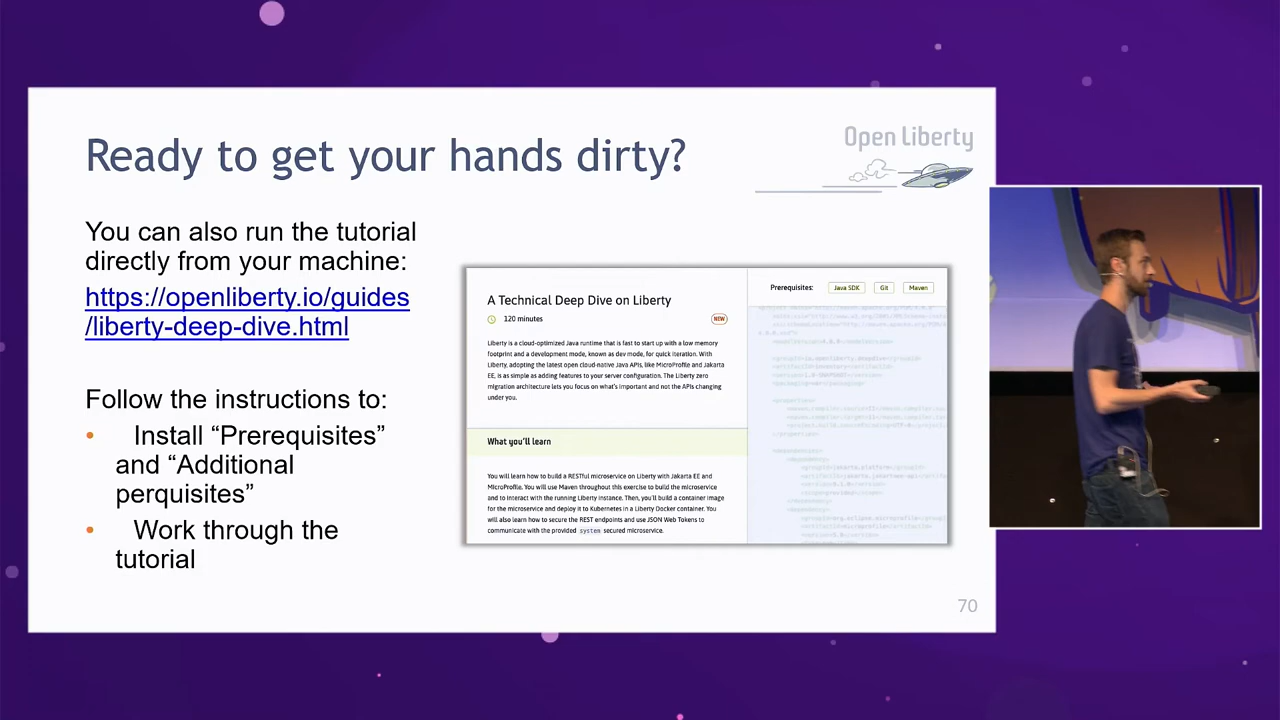 Ready to get your hands dirty?
Open Liberty
You can also run the tutorial
directly from your machine:
https://openliberty.io/guides
/liberty-deep-dive.html
Follow the instructions to:
• Install “Prerequisites”
and “Additional
perquisites”
• Work through the
tutorial
A Technical Deep Dive on Liberty
120 minutes
NEW
Liberty is a cloud-optimized Java runtime that is fast to start up with a low memory
footprint and a development mode, known as dev mode, for quick iteration. With
Liberty, adopting the latest open cloud-native Java APIs, like MicroProfile and Jakarta
EE, is as simple as adding features to your server configuration. The Liberty zero
migration architecture lets you focus on what's important and not the APIs changing
under you.
What you'll learn
You will learn how to build a RESTful microservice on Liberty with Jakarta EE and
MicroProfile. You will use Maven throughout this exercise to build the microservice
and to interact with the running Liberty instance. Then, you'll build a container image
for the microservice and deploy it to Kubernetes in a Liberty Docker container. You
will also learn how to secure the REST endpoints and use JSON Web Tokens to
communicate with the provided system secured microservice.
Prerequisites: Java SDK Git Maven
70